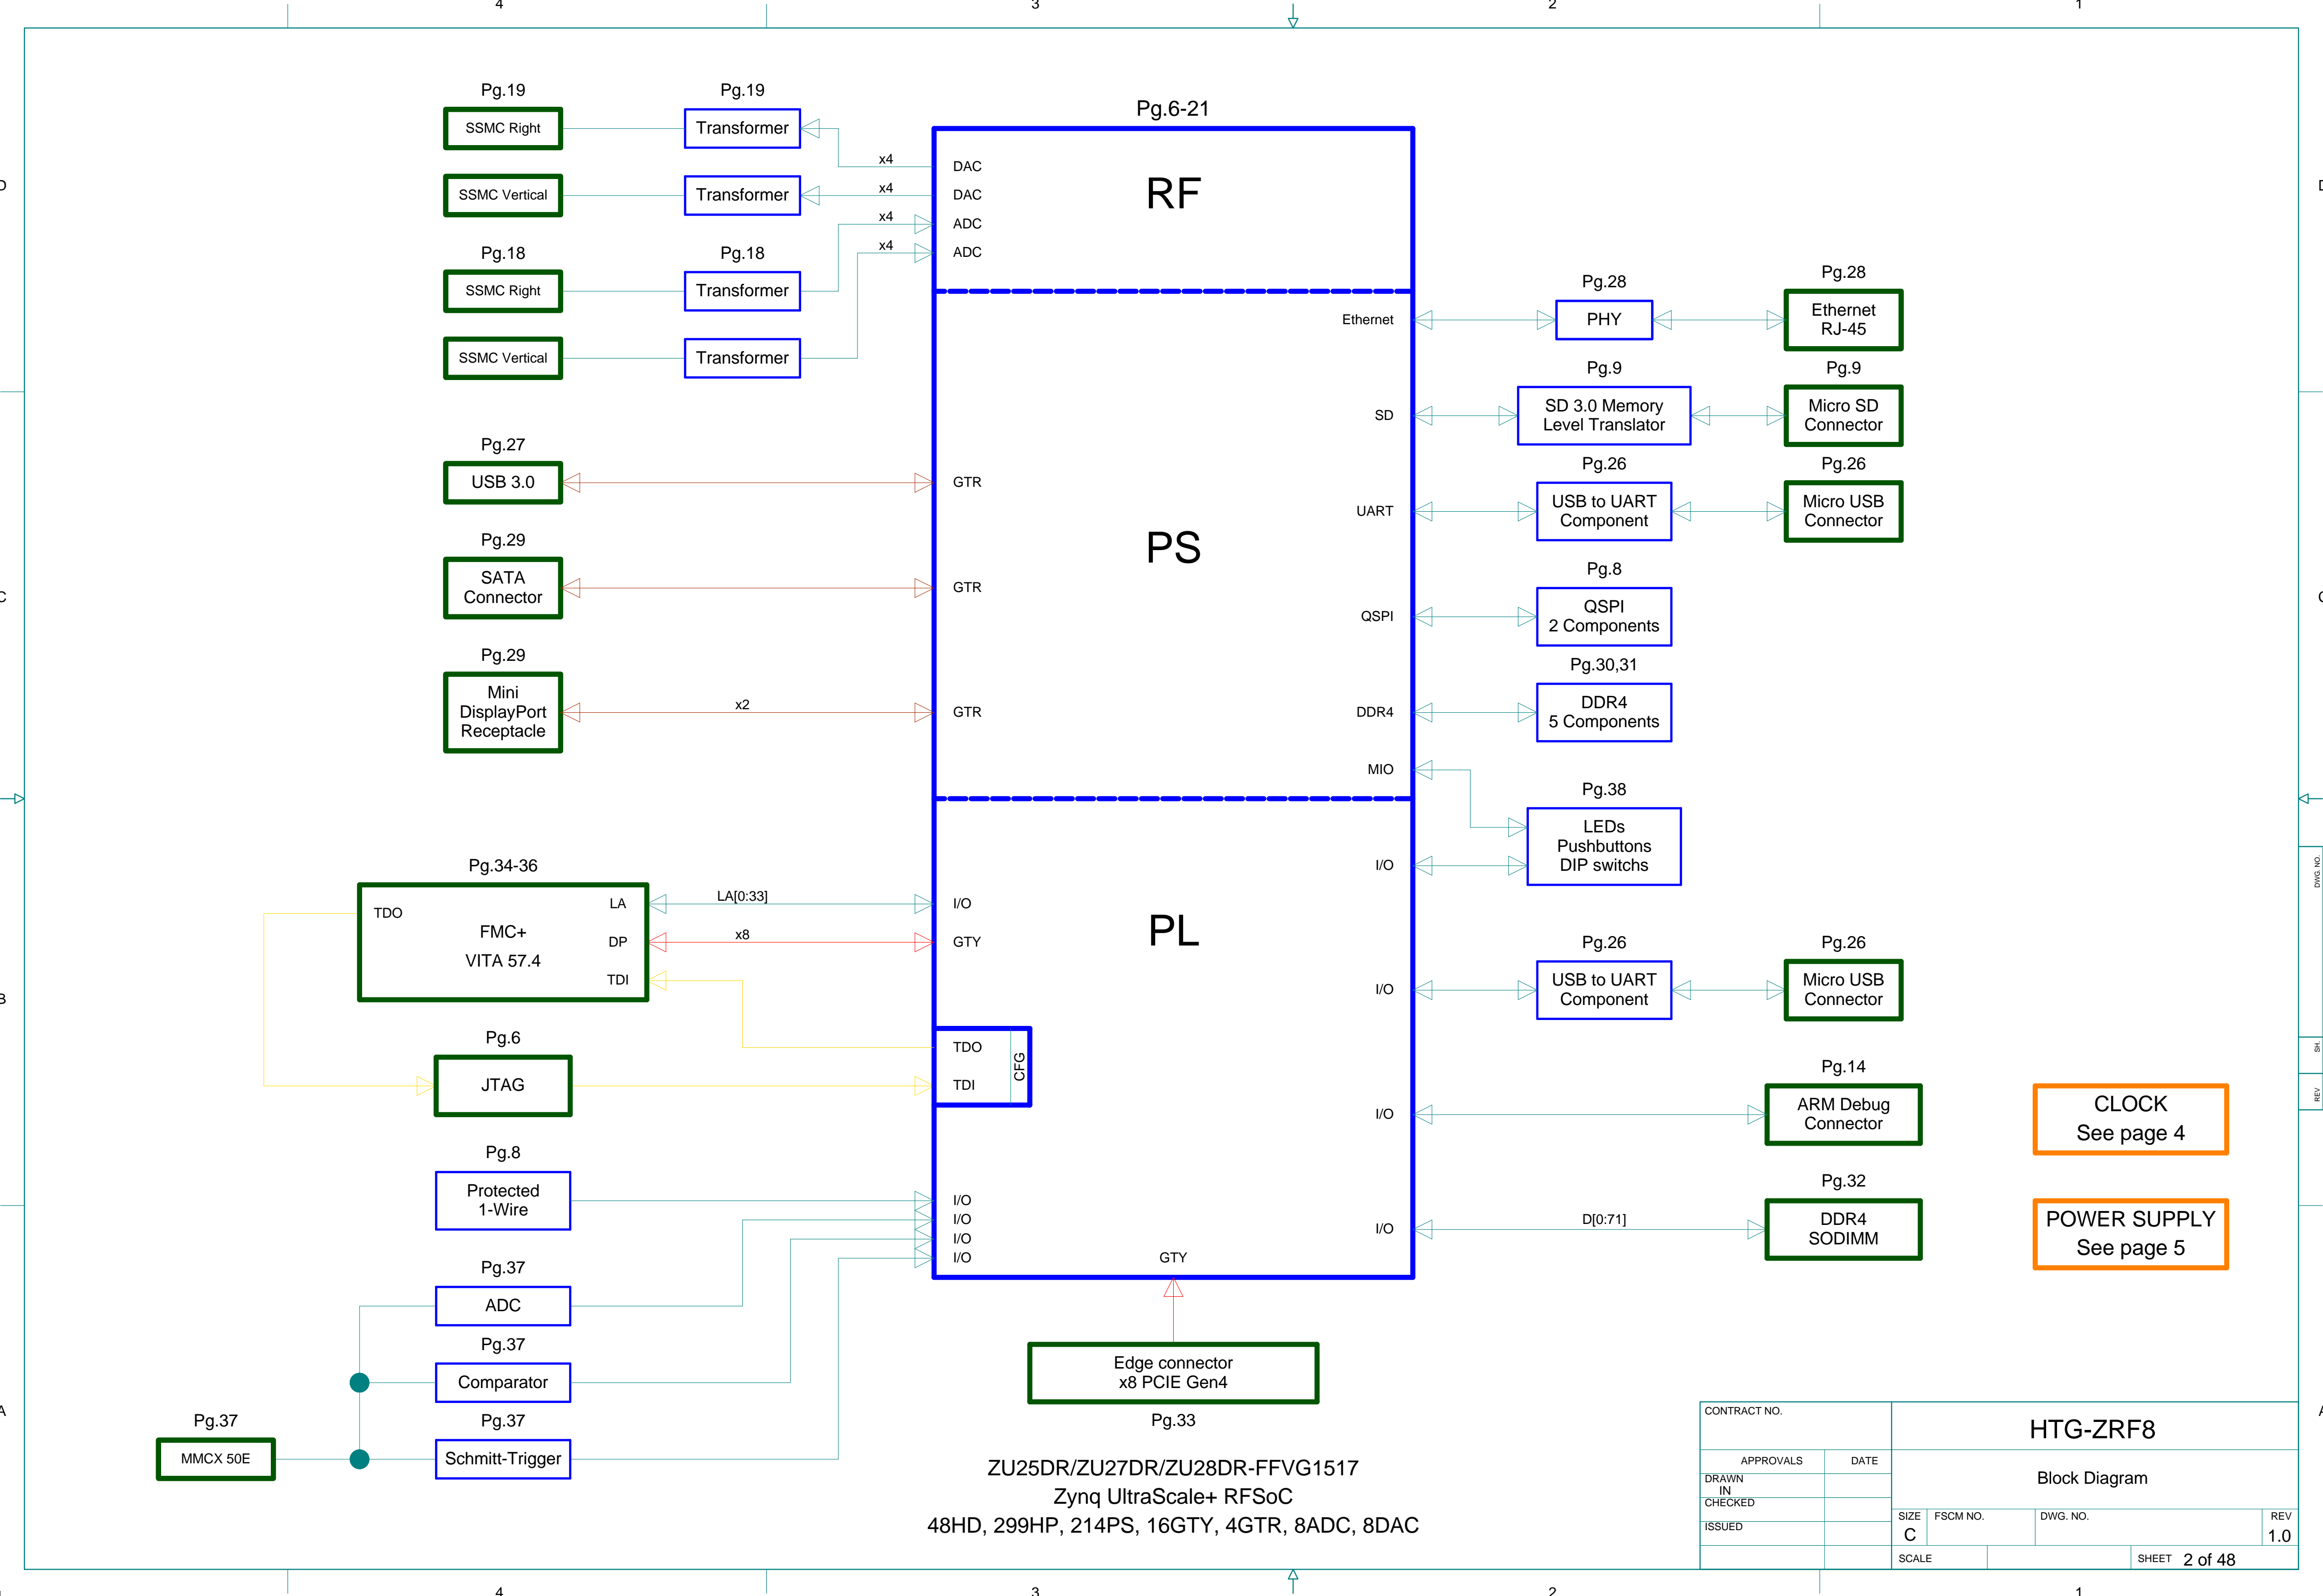 4
3
2
1
D
D
C
C
B
A
A
Pg.19
SSMC Right
Pg.19
Transformer
SSMC Vertical
Transformer
Pg.18
SSMC Right
Pg.18
Transformer
SSMC Vertical
Transformer
x4
x4
x4
x4
Pg.6-21
DAC
DAC
ADC
ADC
RF
Pg.27
USB 3.0
GTR
Pg.29
SATA
Connector
GTR
Pg.29
Mini
DisplayPort
Receptacle
x2
GTR
PS
Ethernet
Pg.28
PHY
Pg.28
Ethernet
RJ-45
SD
Pg.9
SD 3.0 Memory
Level Translator
Pg.9
Micro SD
Connector
UART
Pg.26
USB to UART
Component
Pg.26
Micro USB
Connector
QSPI
Pg.8
QSPI
2 Components
DDR4
Pg.30,31
DDR4
5 Components
MIO
Pg.38
LEDs
Pushbuttons
DIP switchs
I/O
Pg.34-36
TDO
FMC+
VITA 57.4
LA
DP
TDI
LA[0:33]
x8
I/O
GTY
PL
Pg.6
JTAG
TDO
TDI
CFG
Pg.8
Protected
1-Wire
I/O
I/O
I/O
I/O
Pg.37
ADC
Pg.37
Comparator
Pg.37
Schmitt-Trigger
Pg.37
MMCX 50E
GTY
Edge connector
x8 PCIE Gen4
Pg.33
I/O
Pg.26
USB to UART
Component
Pg.26
Micro USB
Connector
I/O
Pg.14
ARM Debug
Connector
I/O
D[0:71]
Pg.32
DDR4
SODIMM
CLOCK
See page 4
POWER SUPPLY
See page 5
ZU25DR/ZU27DR/ZU28DR-FFVG1517
Zynq UltraScale+ RFSoC
48HD, 299HP, 214PS, 16GTY, 4GTR, 8ADC, 8DAC
DWG. NO.
SH.
REV
CONTRACT NO.
HTG-ZRF8
APPROVALS
DATE
DRAWN
IN
CHECKED
ISSUED
Block Diagram
SIZE
C
FSCM NO.
DWG. NO.
REV
1.0
SCALE
SHEET 2 of 48
4
3
2
1